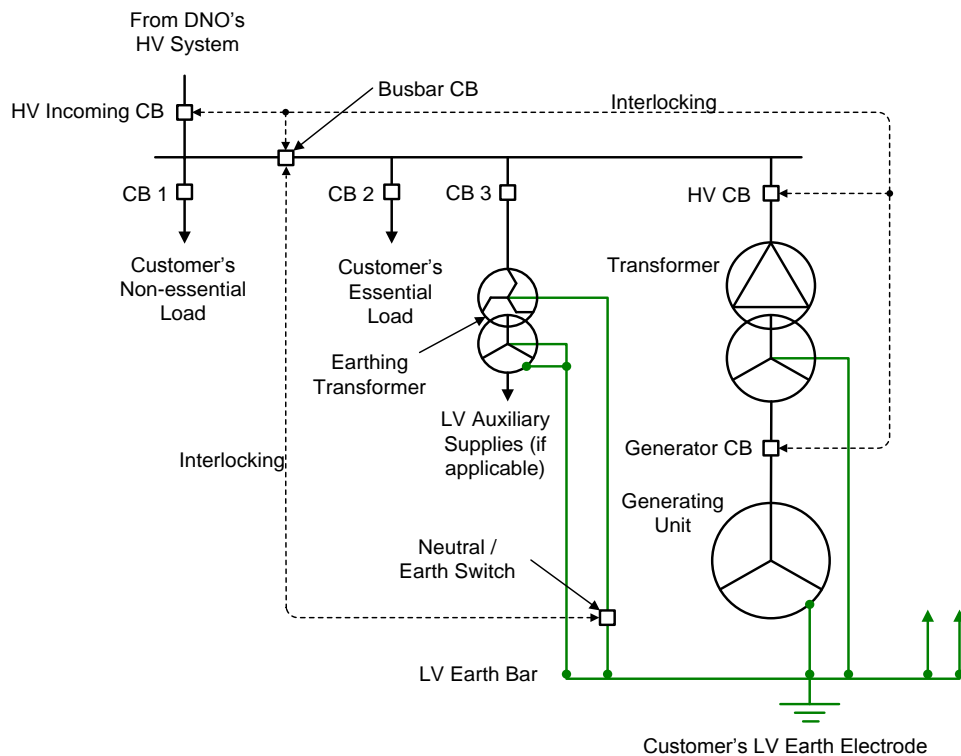 From DNO's
HV System
HV Incoming CB
Busbar CB
Interlocking
CB 1
CB 2
CB 3
HV CB
Customer's
Non-essential
Load
Customer's
Essential
Load
Transformer
Earthing
Transformer
LV Auxiliary
Supplies (if
applicable)
Generator CB
Interlocking
Generating
Unit
Neutral /
Earth Switch
LV Earth Bar
Customer's LV Earth Electrode